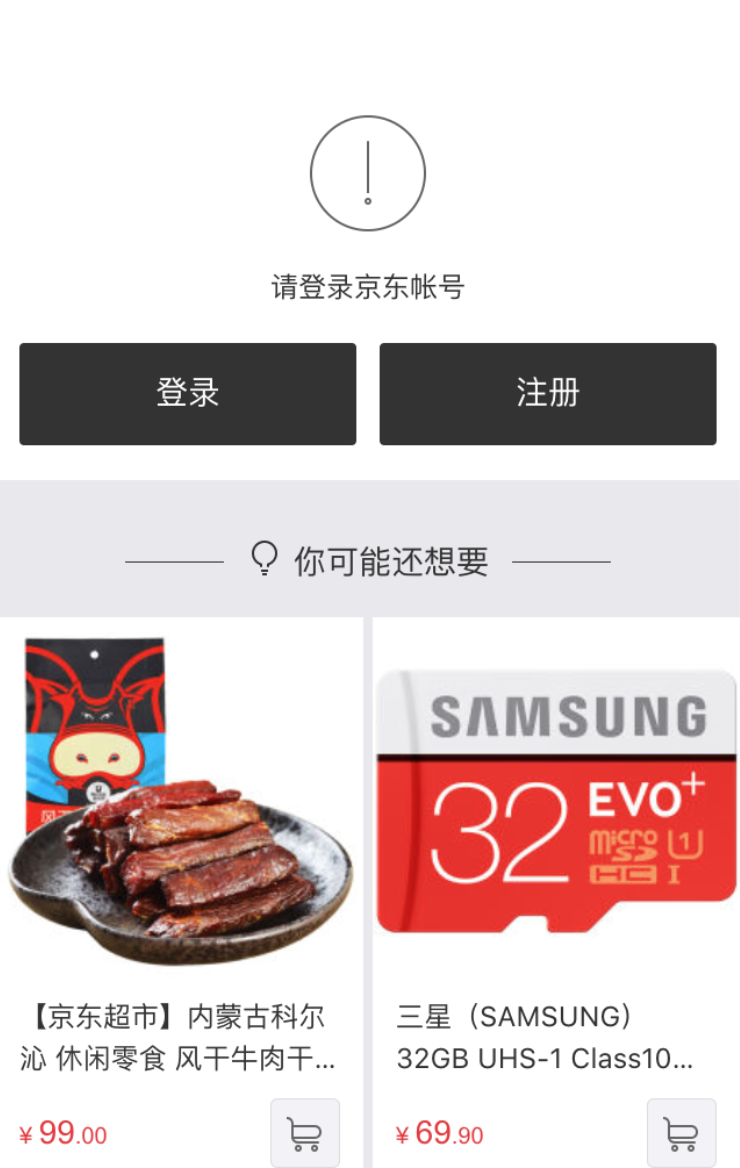 请登录京东帐号
登录
注册
你可能还想要
SAMSUNG
32 EVO+
micro
SD U1
HC I
【京东超市】内蒙古科尔
沁 休闲零食 风干牛肉干...
¥ 99.00
三星（SAMSUNG）
32GB UHS-1 Class10...
¥ 69.90